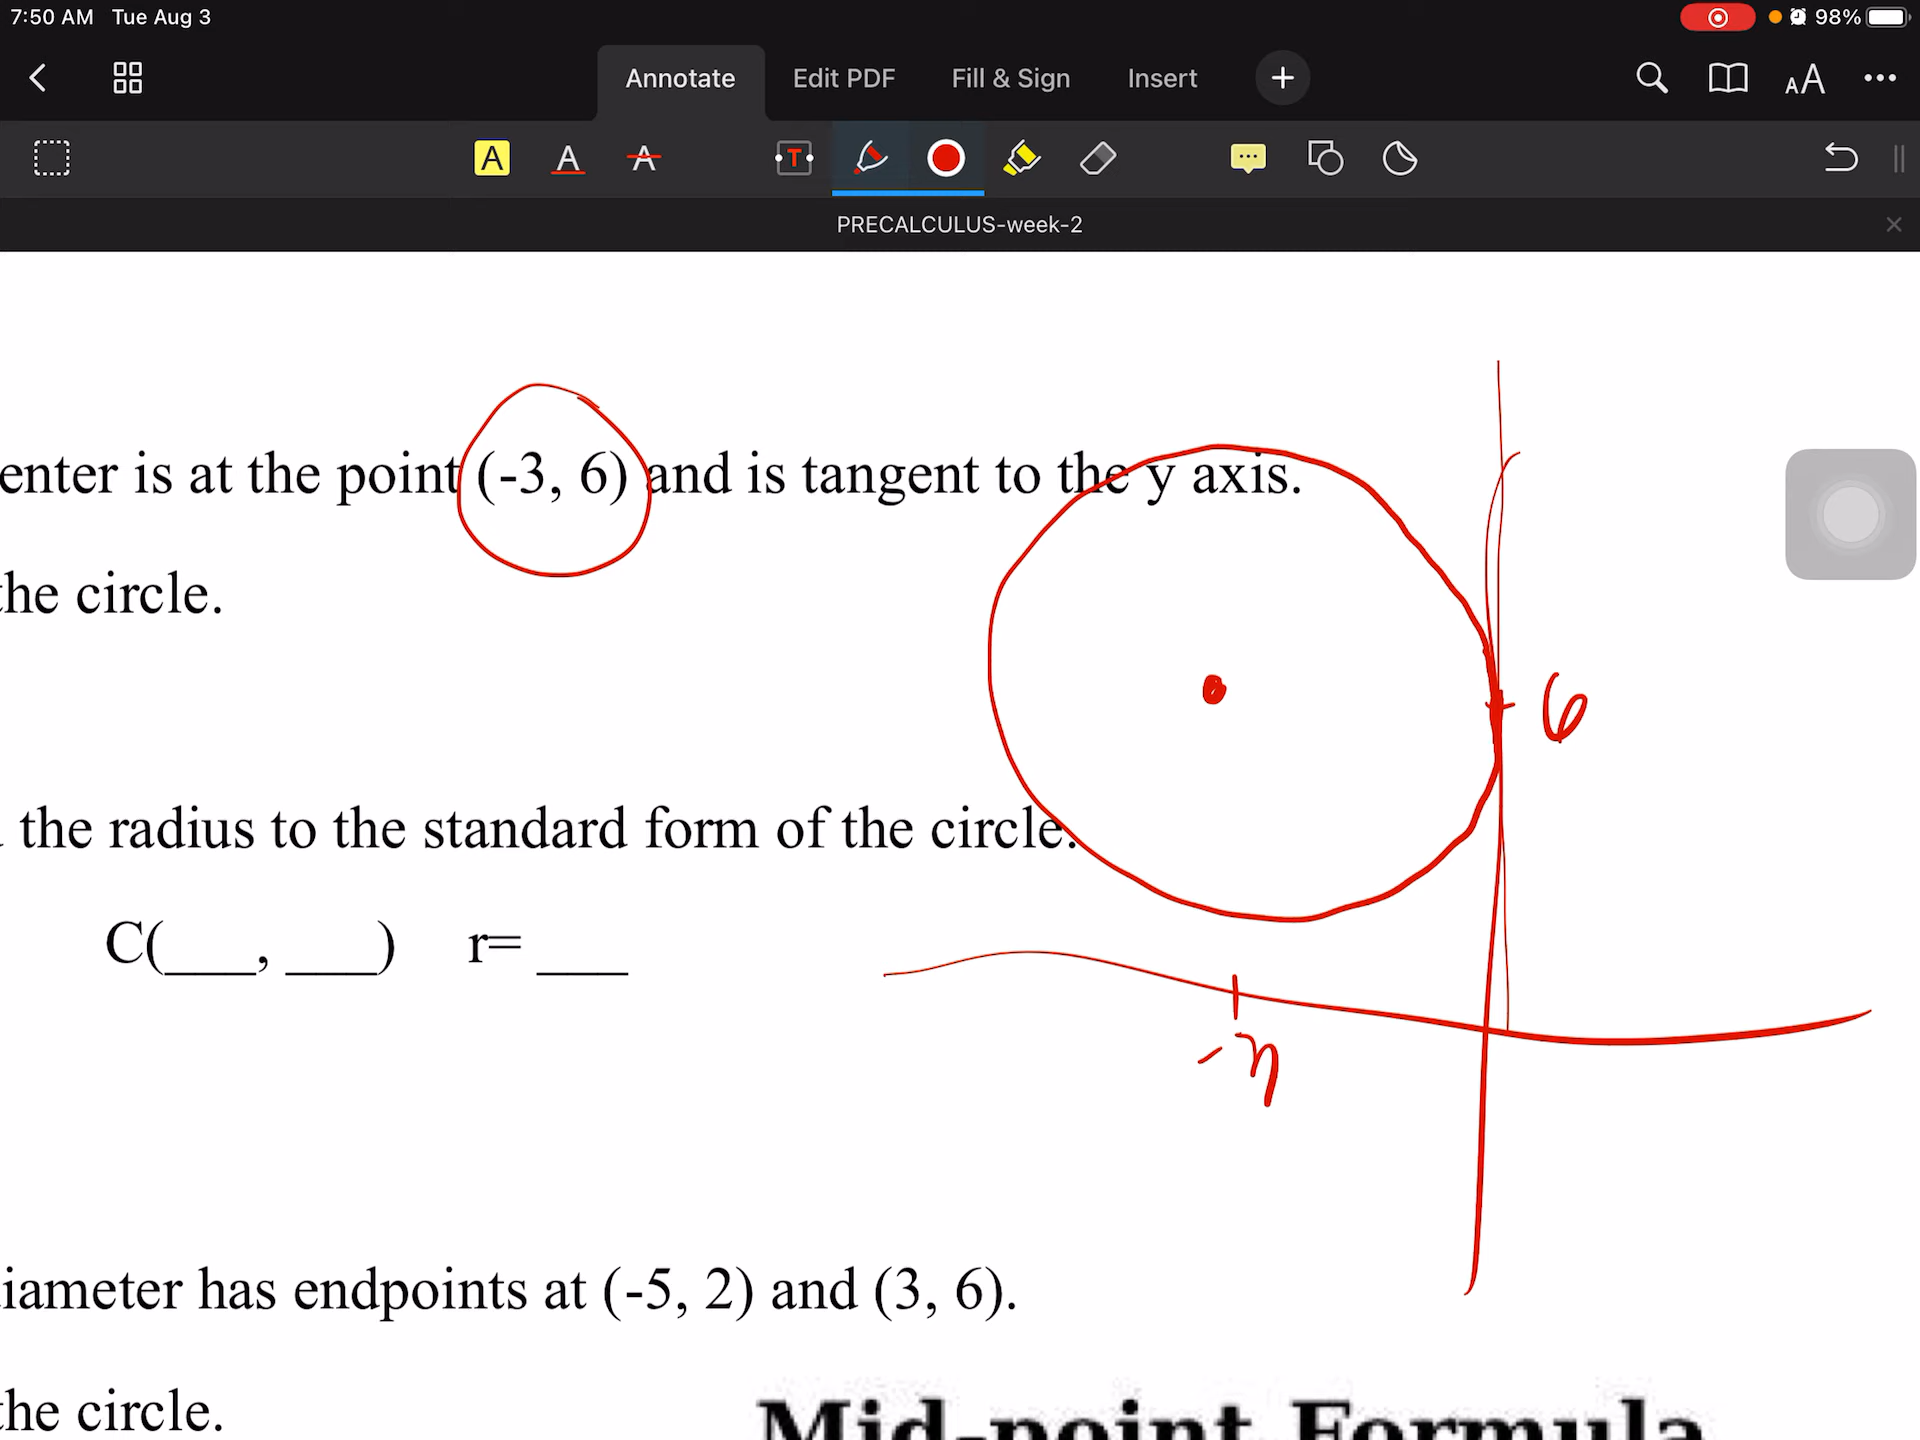 7:50 AM Tue Aug 3 98%
Annotate Edit PDF Fill & Sign Insert + AA
A A A T
PRECALCULUS-week-2
enter is at the point (-3, 6) and is tangent to the y axis.
the circle.
6
the radius to the standard form of the circle.
C(___, ___) r= ___
-3
iameter has endpoints at (-5, 2) and (3, 6).
the circle.
Mid-point Formula